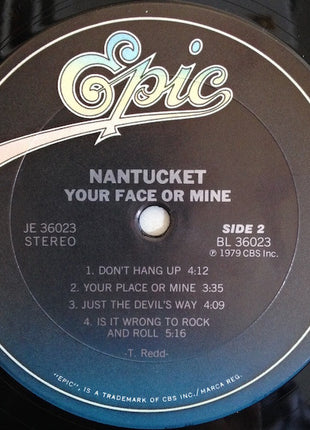 Epic
NANTUCKET
YOUR FACE OR MINE
JE 36023
STEREO
SIDE 2
BL 36023
℗ 1979 CBS Inc.
1. DON'T HANG UP 4:12
2. YOUR PLACE OR MINE 3:35
3. JUST THE DEVIL'S WAY 4:09
4. IS IT WRONG TO ROCK
AND ROLL 5:16
-T. Redd-
"EPIC", IS A TRADEMARK OF CBS INC./MARCA REG.